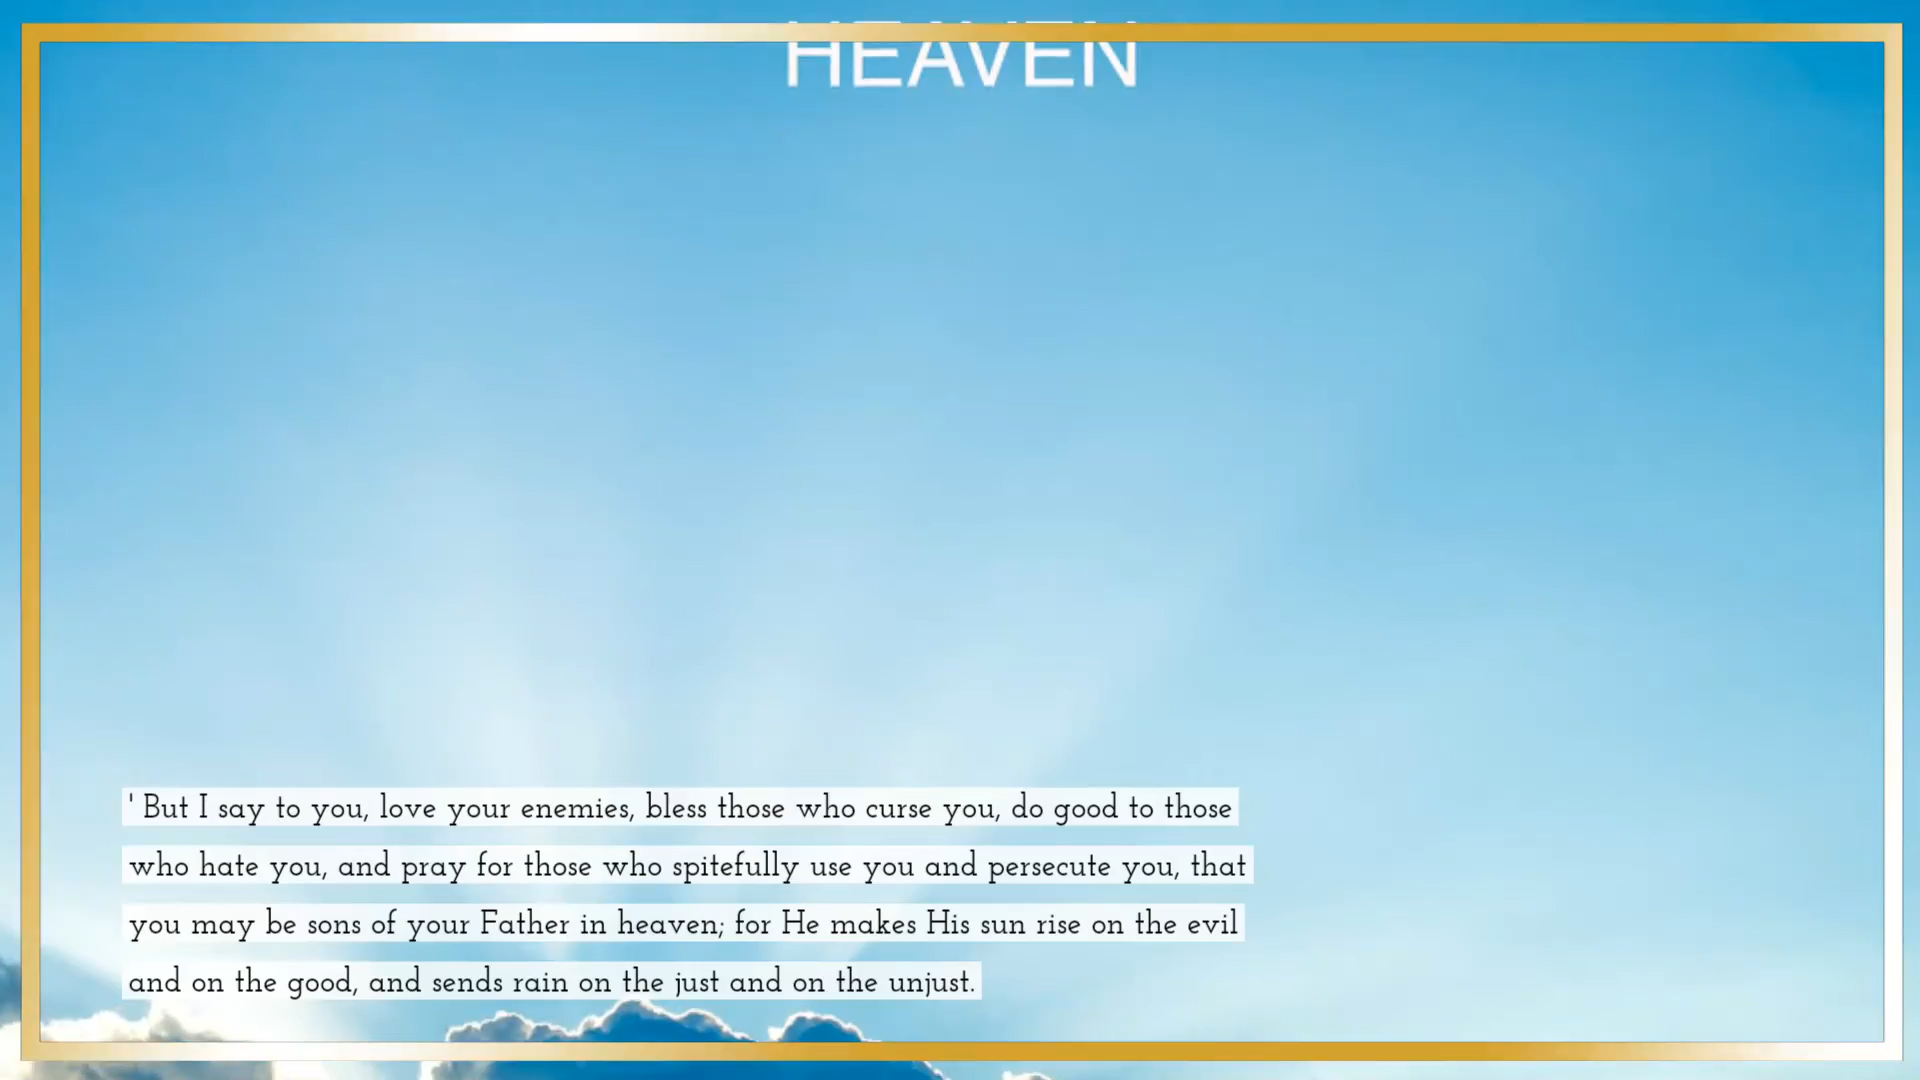 HEAVEN
' But I say to you, love your enemies, bless those who curse you, do good to those
who hate you, and pray for those who spitefully use you and persecute you, that
you may be sons of your Father in heaven; for He makes His sun rise on the evil
and on the good, and sends rain on the just and on the unjust.